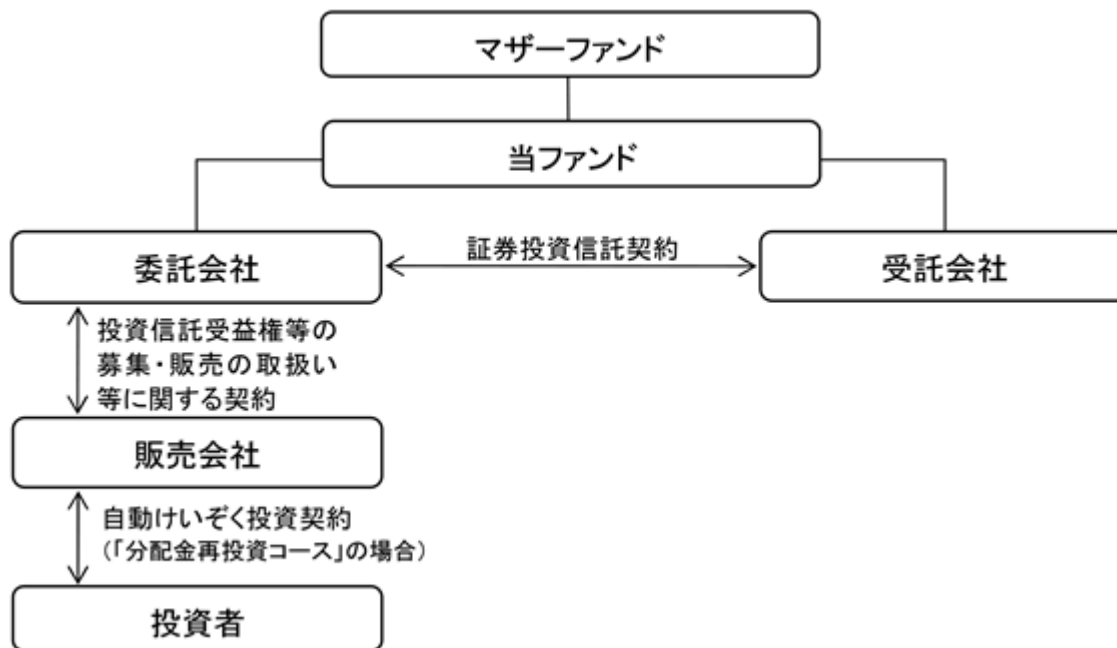 マザーファンド
当ファンド
委託会社
証券投資信託契約
受託会社
投資信託受益権等の
募集・販売の取扱い
等に関する契約
販売会社
自動けいぞく投資契約
(「分配金再投資コース」の場合)
投資者